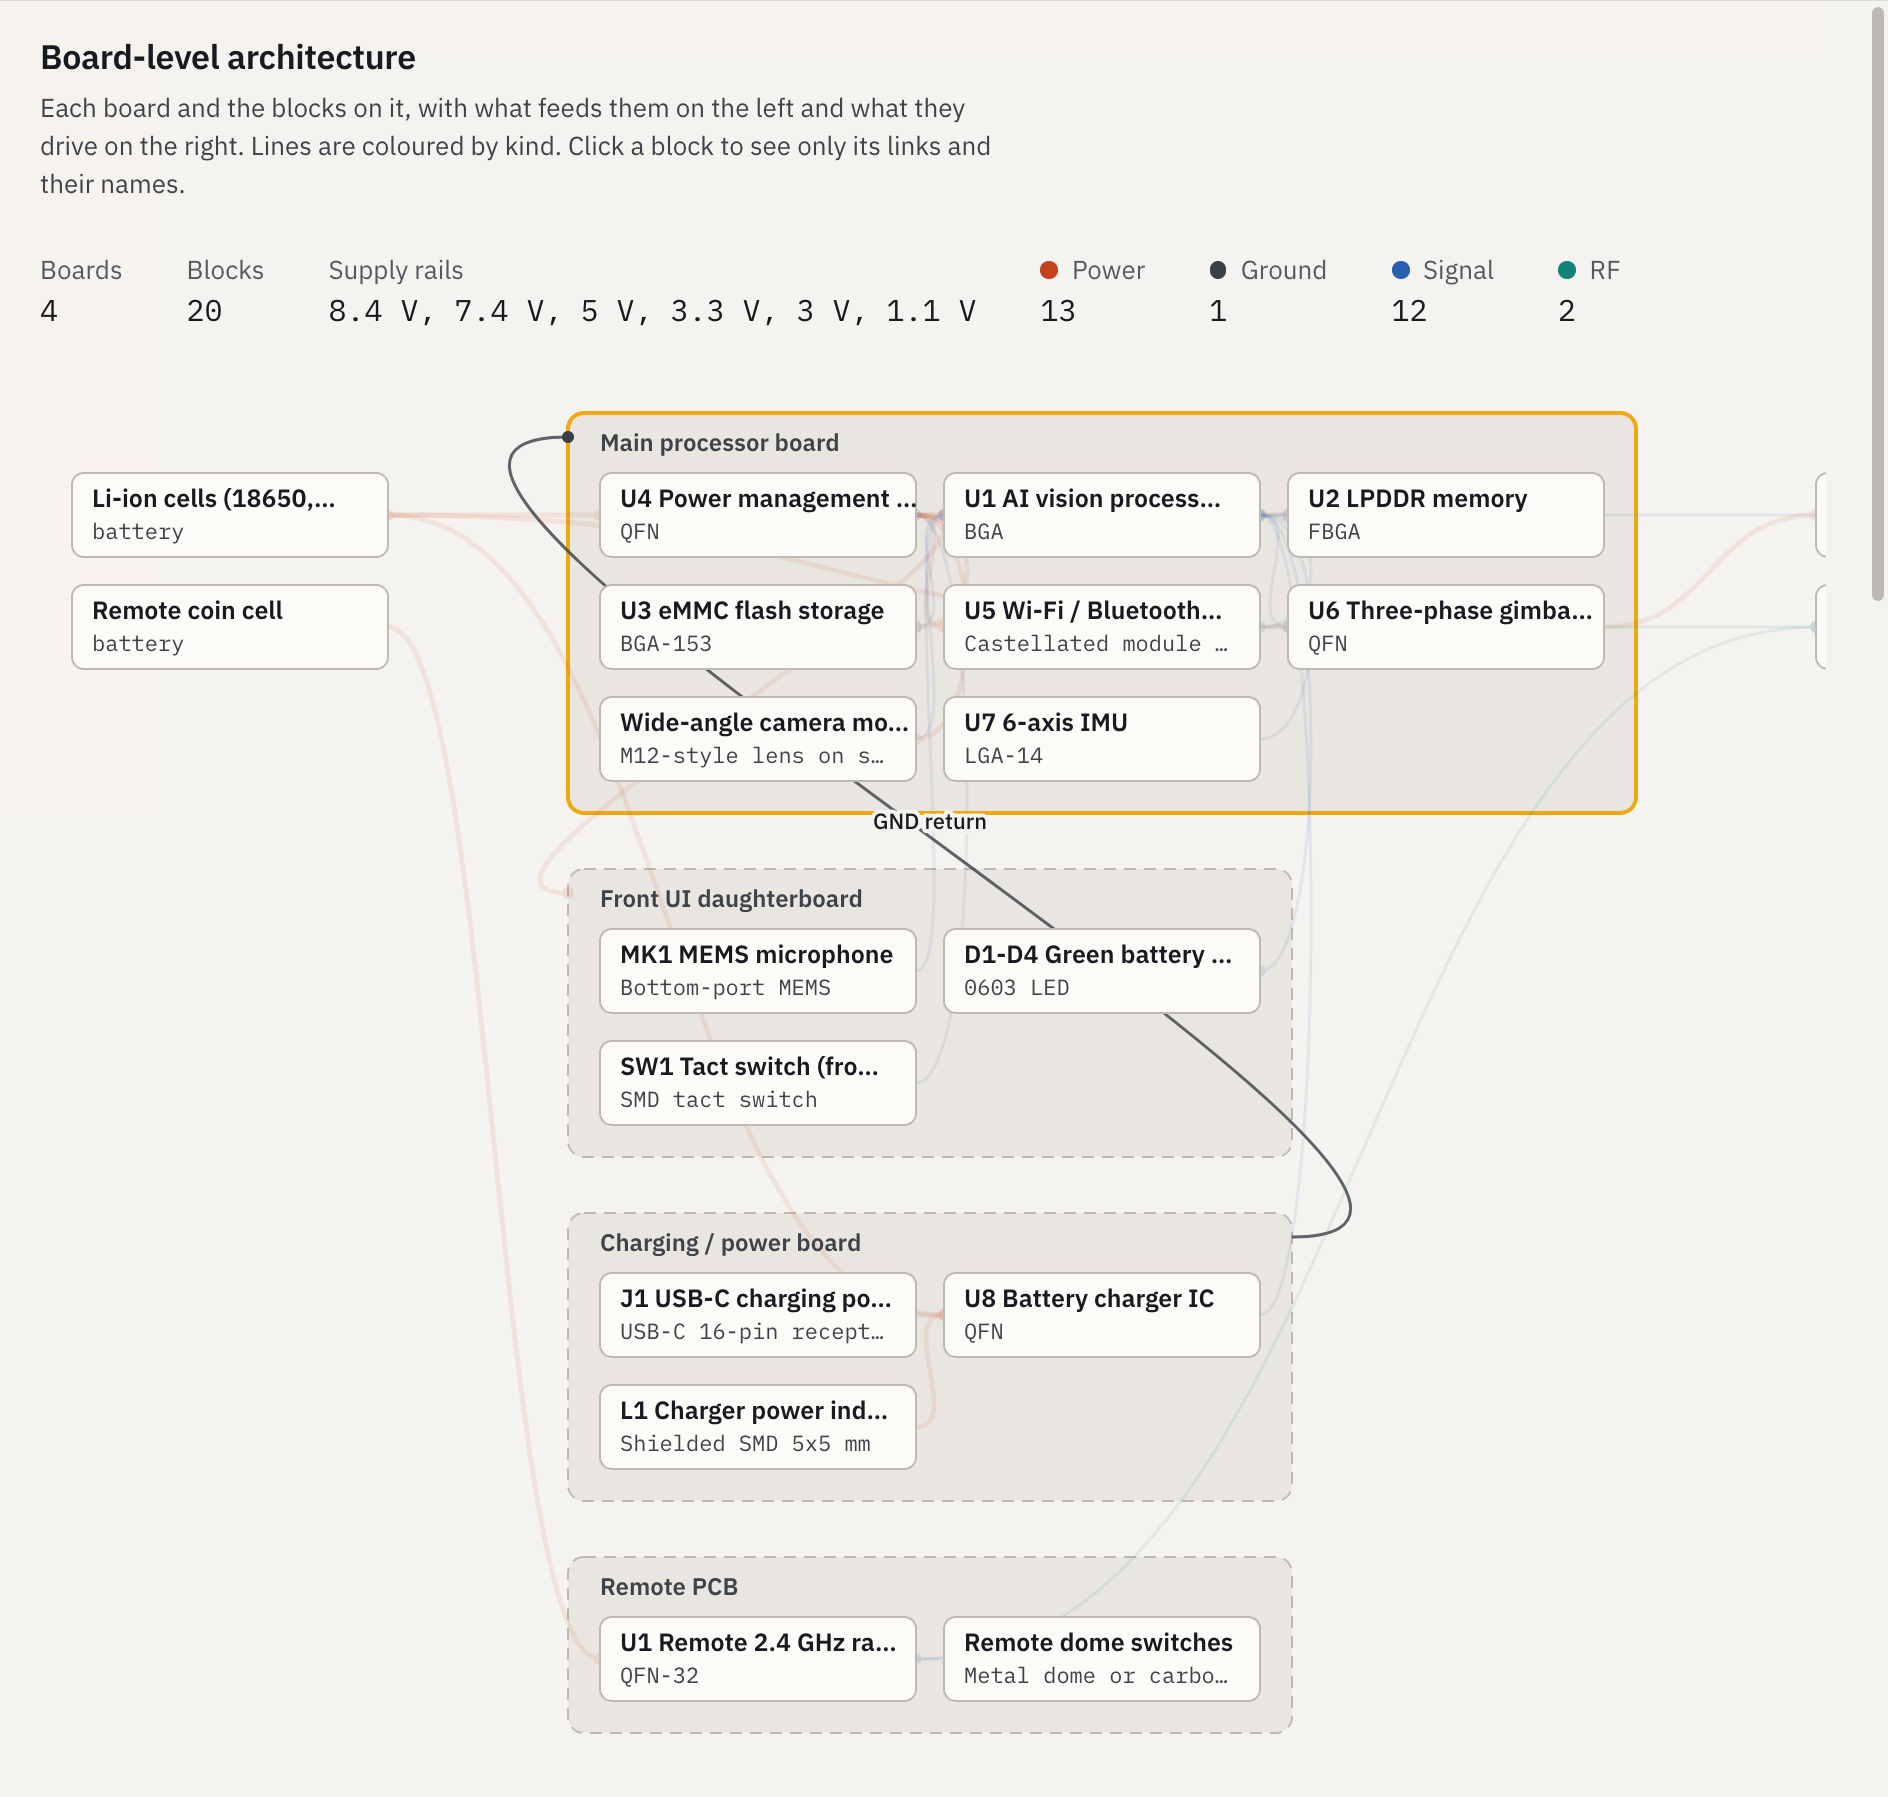 Board-level architecture
Each board and the blocks on it, with what feeds them on the left and what they
drive on the right. Lines are coloured by kind. Click a block to see only its links and
their names.
Boards
Blocks
Supply rails
Power
Ground
Signal
RF
4
20
8.4 V, 7.4 V, 5 V, 3.3 V, 3 V, 1.1 V
13
1
12
2
Main processor board
Li-ion cells (18650,...
battery
U4 Power management ...
QFN
U1 AI vision process...
BGA
U2 LPDDR memory
FBGA
Remote coin cell
battery
U3 eMMC flash storage
BGA-153
U5 Wi-Fi / Bluetooth...
Castellated module …
U6 Three-phase gimba...
QFN
Wide-angle camera mo...
M12-style lens on s…
U7 6-axis IMU
LGA-14
GND return
Front UI daughterboard
MK1 MEMS microphone
Bottom-port MEMS
D1-D4 Green battery ...
0603 LED
SW1 Tact switch (fro...
SMD tact switch
Charging / power board
J1 USB-C charging po...
USB-C 16-pin recept…
U8 Battery charger IC
QFN
L1 Charger power ind...
Shielded SMD 5x5 mm
Remote PCB
U1 Remote 2.4 GHz ra...
QFN-32
Remote dome switches
Metal dome or carbo…